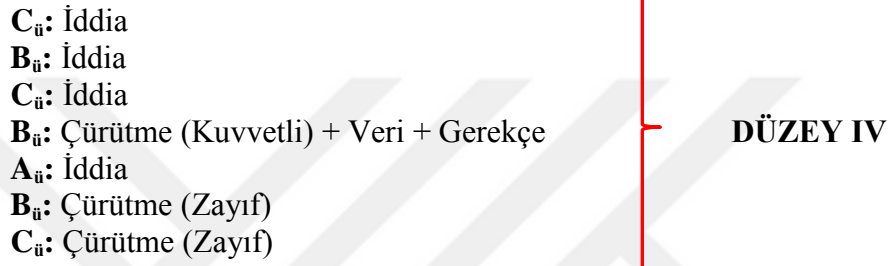 Cü: İddia
Bü: İddia
Cü: İddia
Bü: Çürütme (Kuvvetli) + Veri + Gerekçe DÜZEY IV
Aü: İddia
Bü: Çürütme (Zayıf)
Cü: Çürütme (Zayıf)